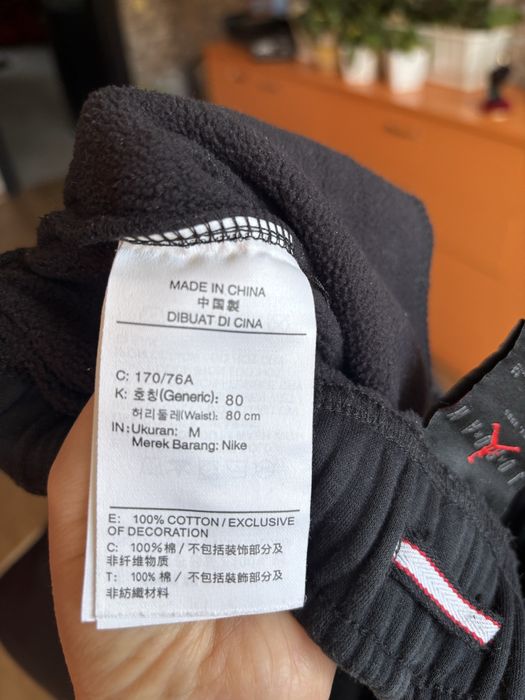 MADE IN CHINA
中国製
DIBUAT DI CINA
C: 170/76A
K: 호칭(Generic): 80
허리둘레(Waist): 80 cm
IN: Ukuran: M
Merek Barang: Nike
E: 100% COTTON / EXCLUSIVE
OF DECORATION
C: 100%棉 / 不包括装饰部分及
非纤维物质
T: 100%棉 / 不包括裝飾部分及
非紡織材料
JORDAN